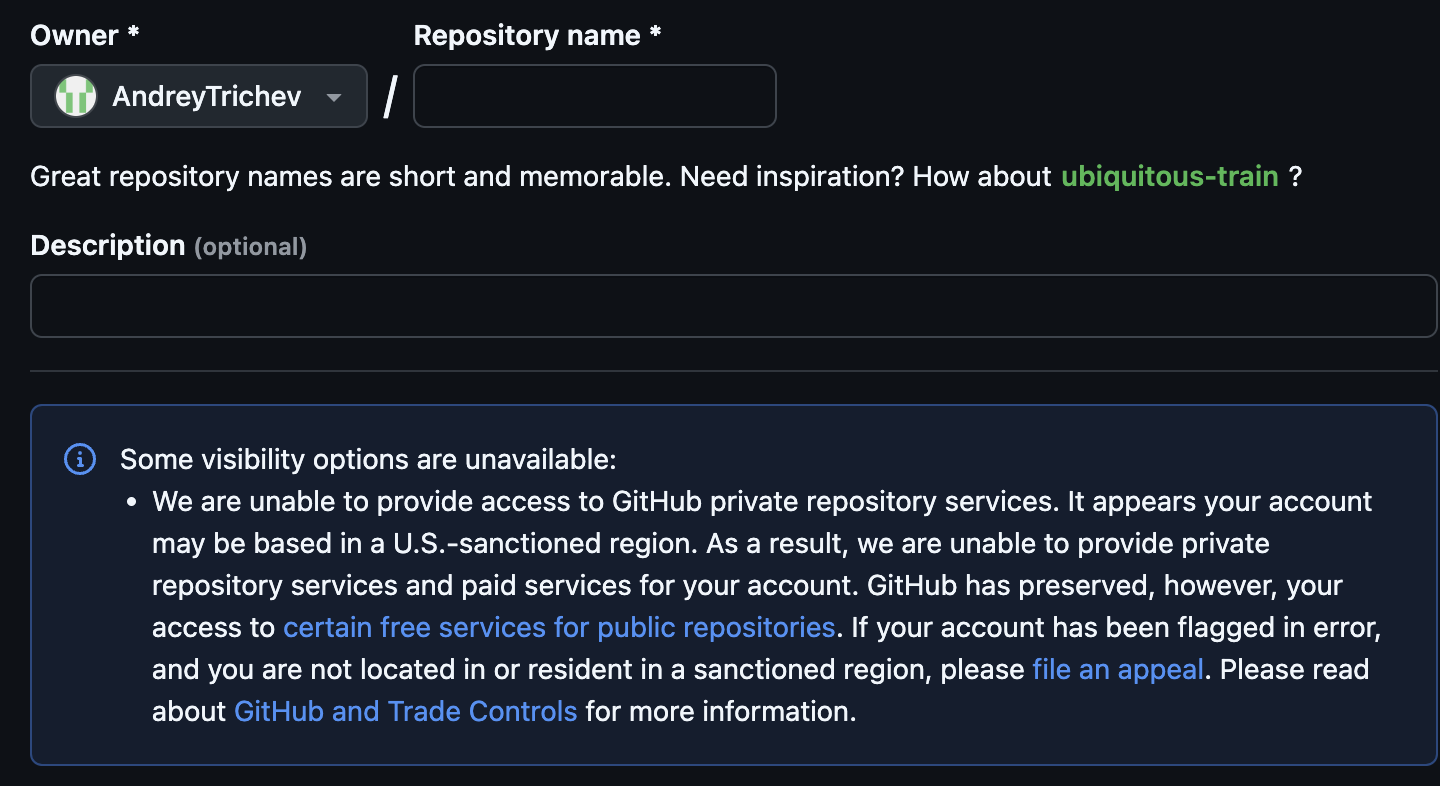 Owner * Repository name *
AndreyTrichev / 
Great repository names are short and memorable. Need inspiration? How about ubiquitous-train ?
Description (optional)
Some visibility options are unavailable:
• We are unable to provide access to GitHub private repository services. It appears your account
may be based in a U.S.-sanctioned region. As a result, we are unable to provide private
repository services and paid services for your account. GitHub has preserved, however, your
access to certain free services for public repositories. If your account has been flagged in error,
and you are not located in or resident in a sanctioned region, please file an appeal. Please read
about GitHub and Trade Controls for more information.